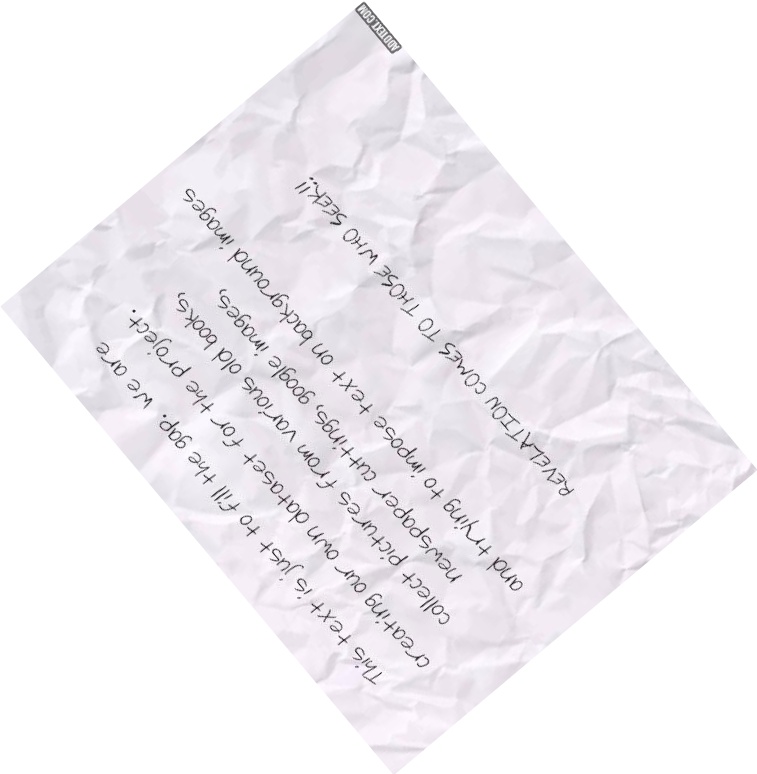 This text is just to fill the gap. we are
creating our own dataset for the project.
collect pictures from various old books,
newspaper cuttings, google images,
and trying to impose text on background images
REVELATION COMES TO THOSE WHO SEEK!!
ADDTEXT.COM